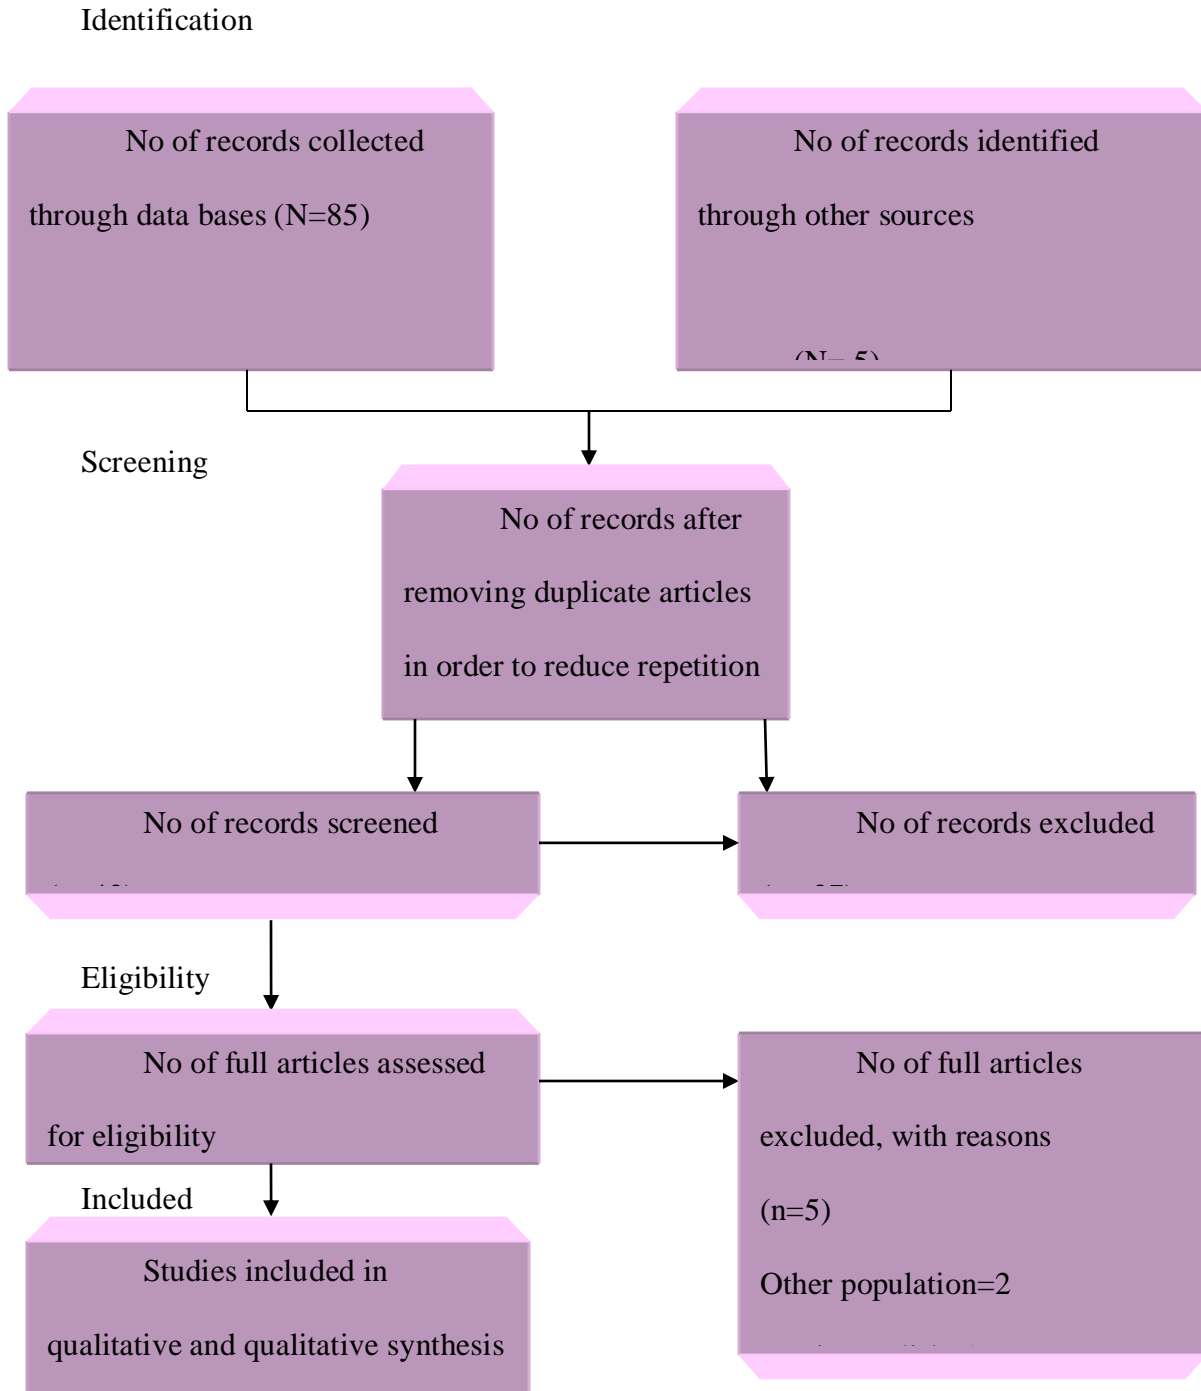 Identification
No of records collected
through data bases (N=85)
No of records identified
through other sources
(N= 5)
Screening
No of records after
removing duplicate articles
in order to reduce repetition
No of records screened
No of records excluded
Eligibility
No of full articles assessed
for eligibility
No of full articles
excluded, with reasons
(n=5)
Other population=2
Included
Studies included in
qualitative and qualitative synthesis